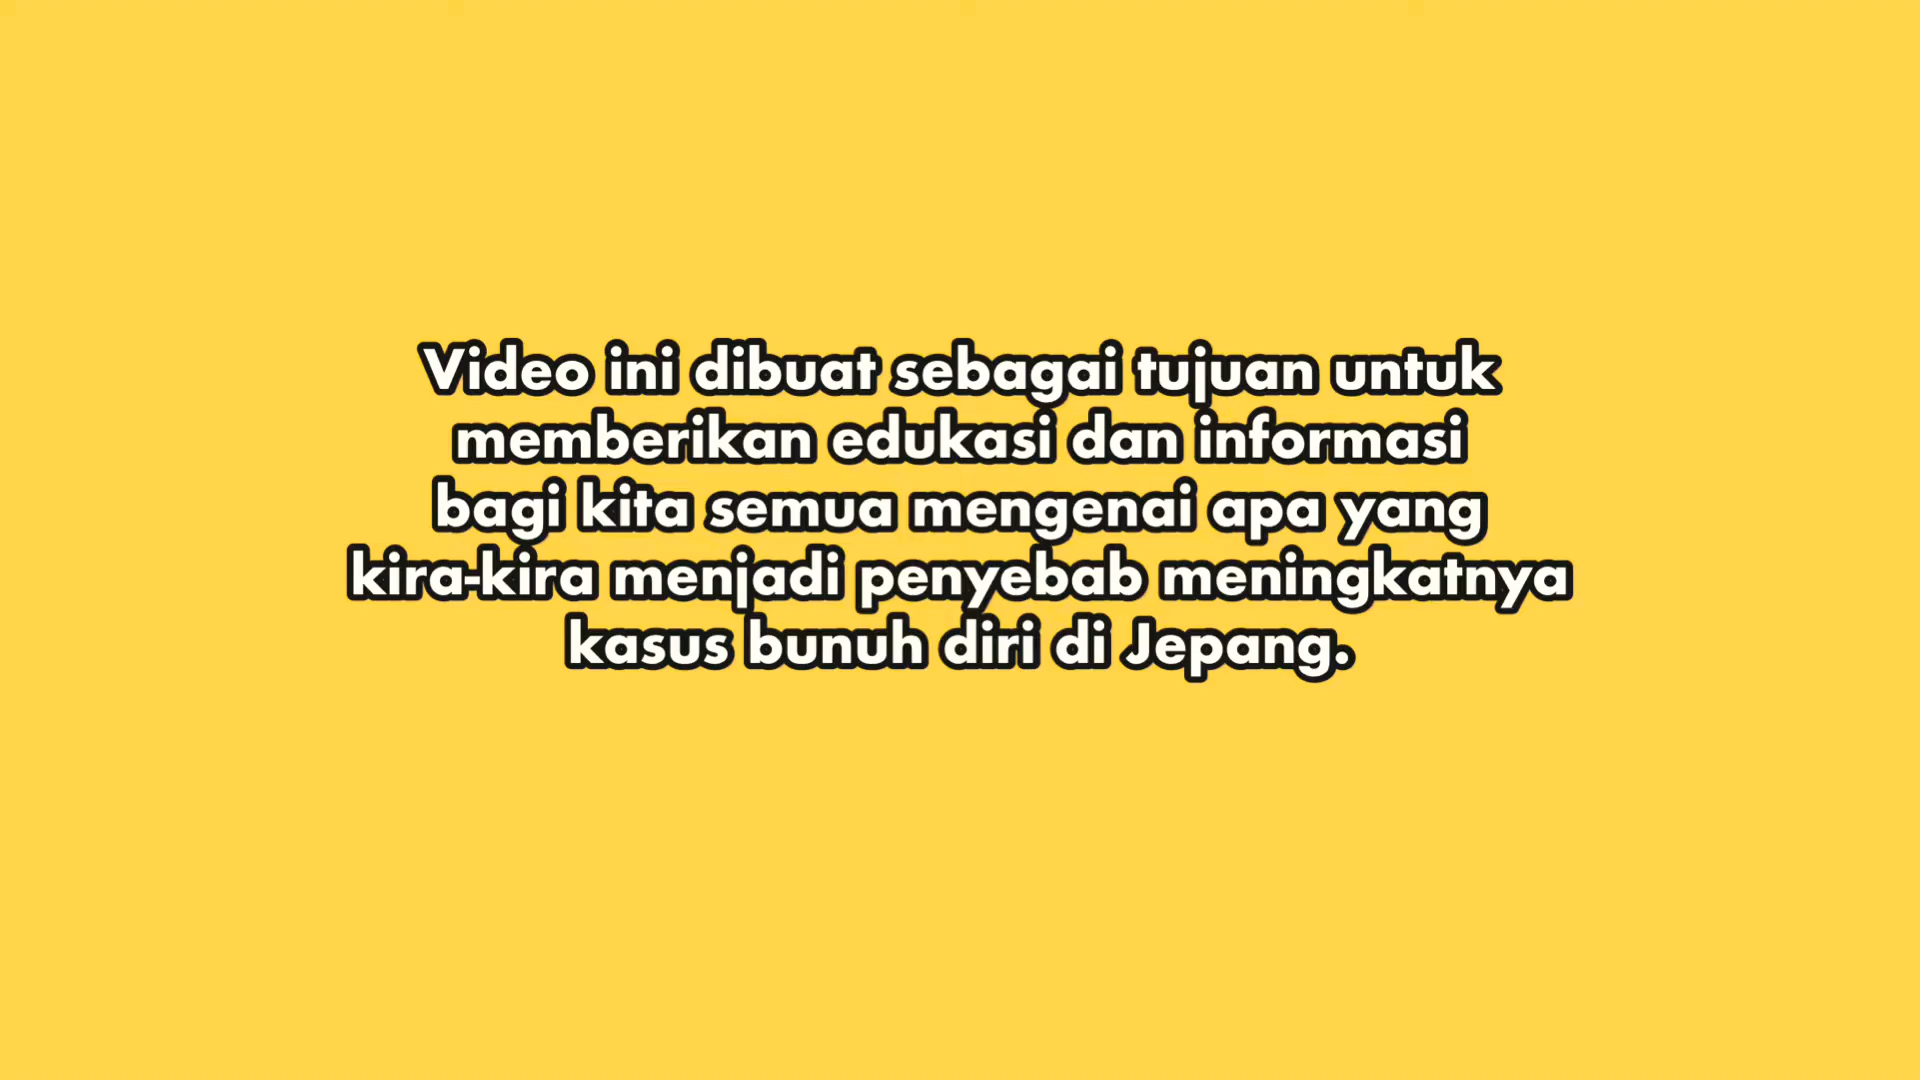 Video ini dibuat sebagai tujuan untuk
memberikan edukasi dan informasi
bagi kita semua mengenai apa yang
kira-kira menjadi penyebab meningkatnya
kasus bunuh diri di Jepang.